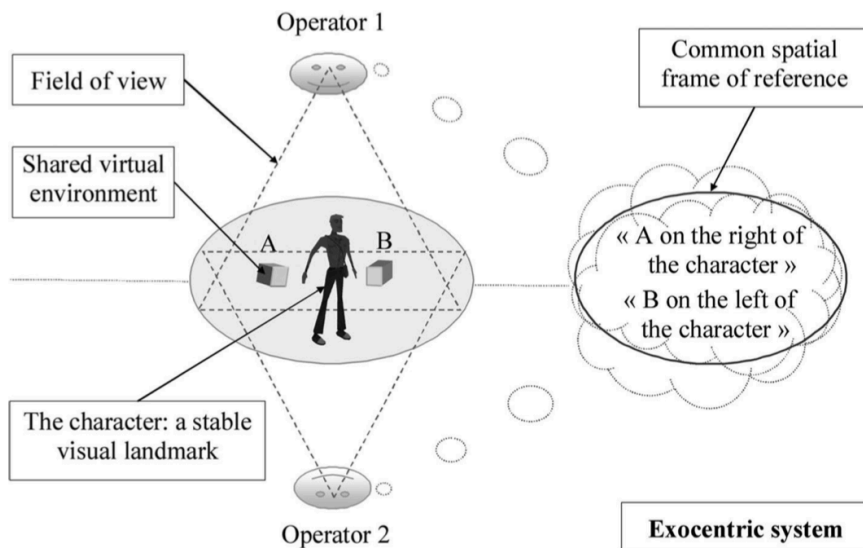 Operator 1
Field of view
Common spatial
frame of reference
Shared virtual
environment
A
B
« A on the right of
the character »
« B on the left of
the character »
The character: a stable
visual landmark
Operator 2
Exocentric system